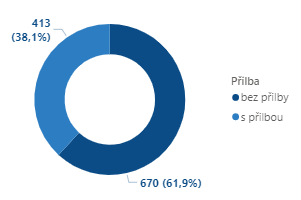 413
(38,1%)
Přilba
bez přilby
s přilbou
670 (61,9%)